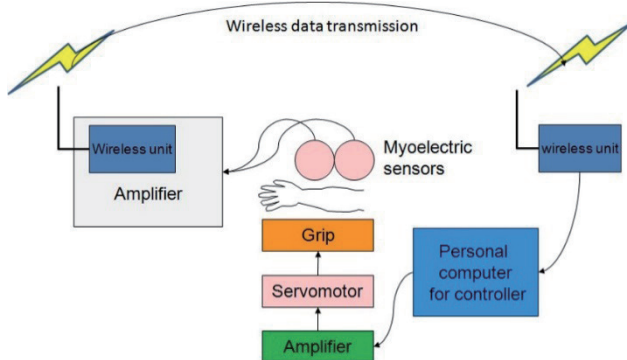 Wireless data transmission
Wireless unit
Amplifier
Myoelectric
sensors
wireless unit
Grip
Servomotor
Amplifier
Personal
computer
for controller